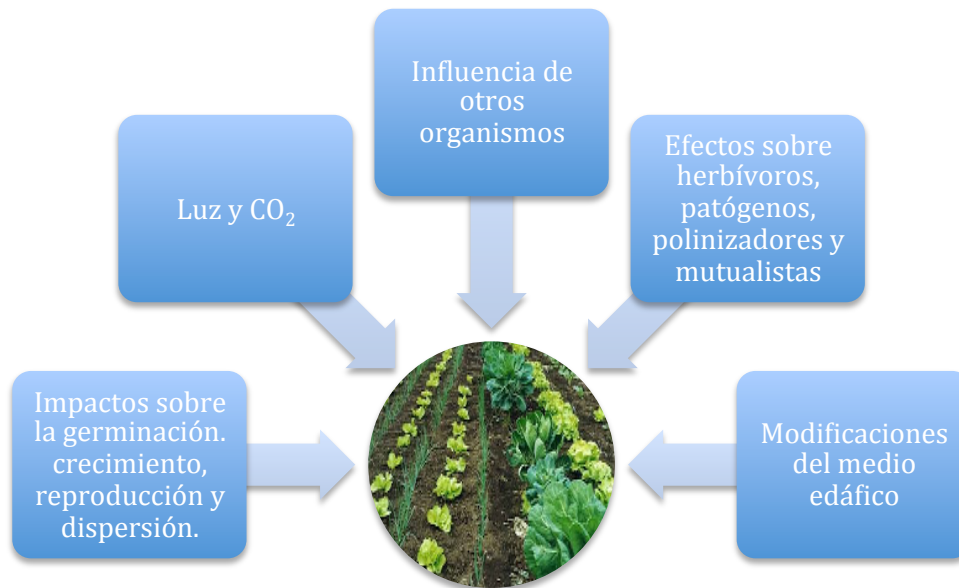 Influencia de
otros
organismos
Luz y CO₂
Efectos sobre
herbívoros,
patógenos,
polinizadores y
mutualistas
Impactos sobre
la germinación.
crecimiento,
reproducción y
dispersión.
Modificaciones
del medio
edáfico